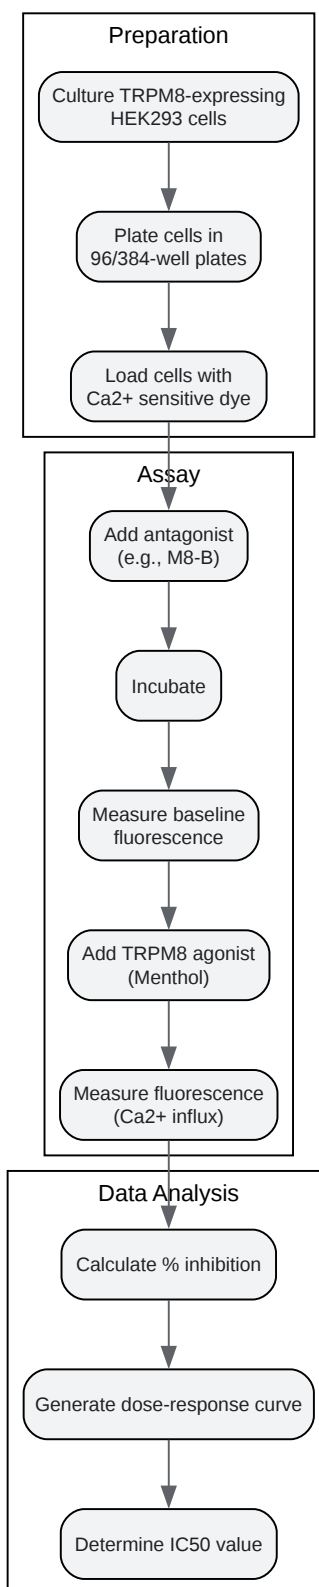 Preparation
Culture TRPM8-expressing
HEK293 cells
Plate cells in
96/384-well plates
Load cells with
Ca2+ sensitive dye
Assay
Add antagonist
(e.g., M8-B)
Incubate
Measure baseline
fluorescence
Add TRPM8 agonist
(Menthol)
Measure fluorescence
(Ca2+ influx)
Data Analysis
Calculate % inhibition
Generate dose-response curve
Determine IC50 value